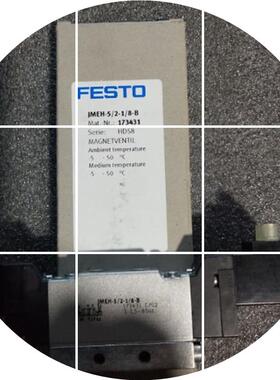 FESTO
JMEH-5/2-1/8-B
Mat. Nr.: 173431
Serie: HD58
MAGNETVENTIL
Ambient temperature
-5 - 50 °C
Medium temperature
-5 - 50 °C
JMEH-5/2-1/8-B
173431